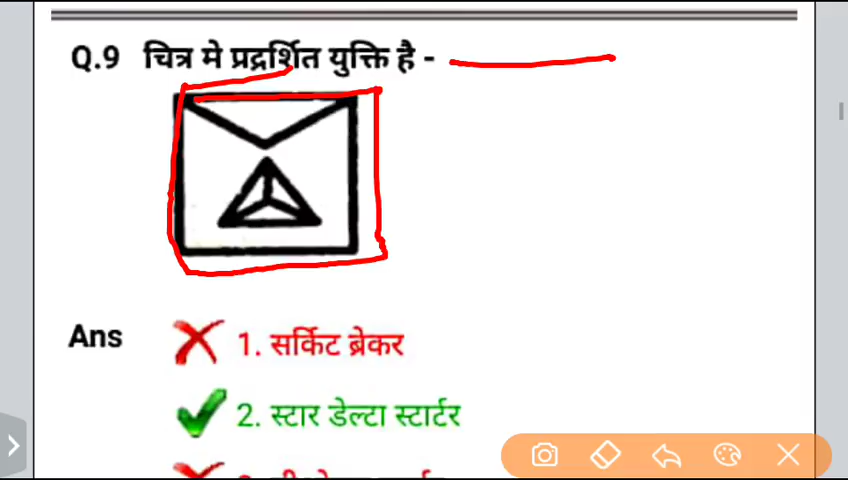 Q.9 चित्र मे प्रदर्शित युक्ति है -
Ans
1. सर्किट ब्रेकर
2. स्टार डेल्टा स्टार्टर